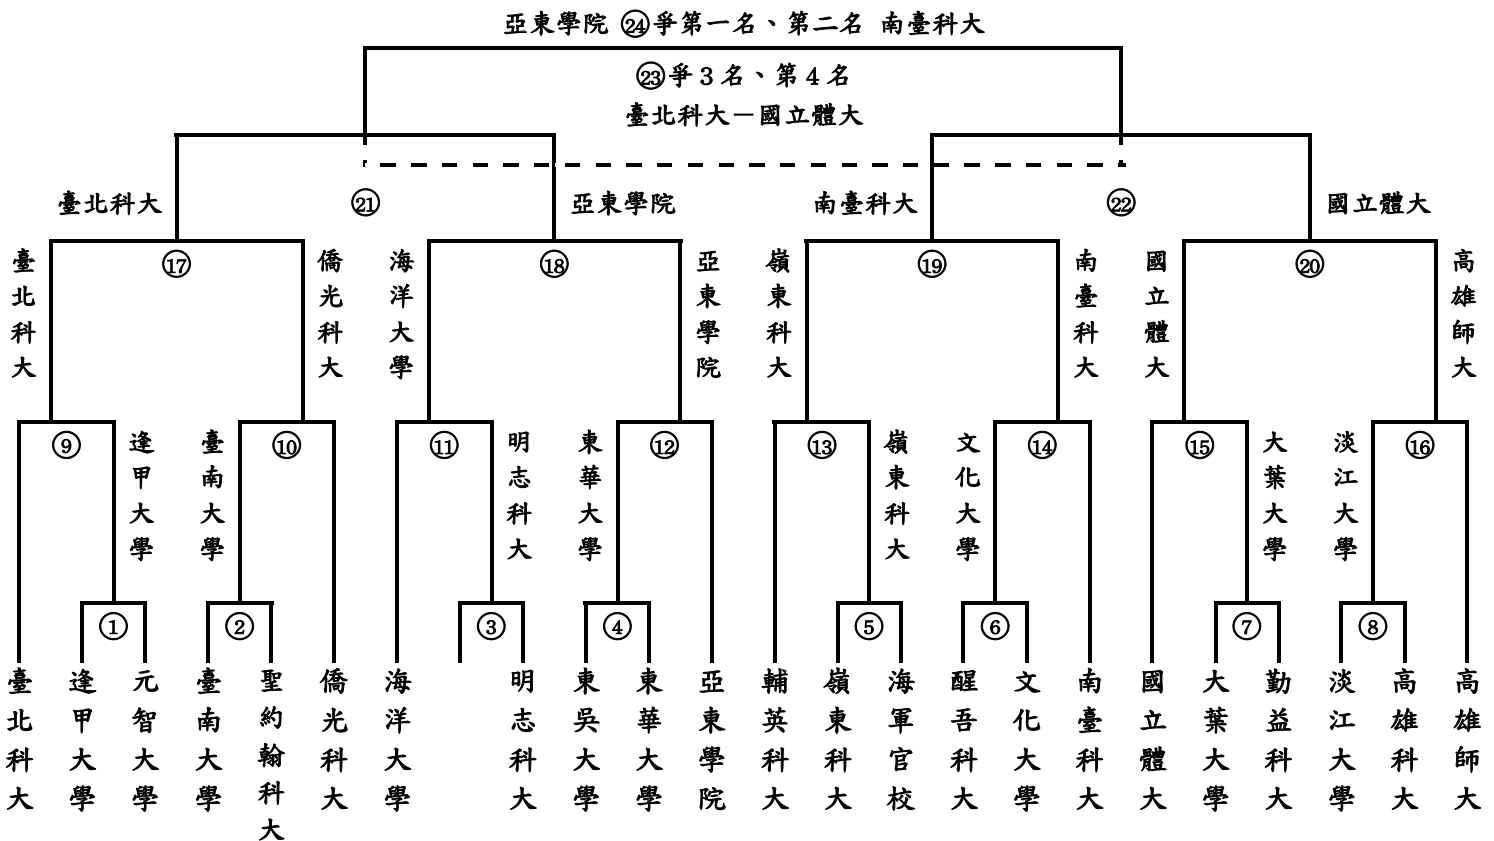 亞東學院 ㉔爭第一名、第二名 南臺科大
㉓爭3名、第4名
臺北科大－國立體大
臺北科大
㉑
亞東學院
南臺科大
㉒
國立體大
臺北科大
⑰
僑光科大
海洋大學
⑱
亞東學院
嶺東科大
⑲
南臺科大
國立體大
⑳
高雄師大
⑨
逢甲大學
臺南大學
⑩
⑪
明志科大
東華大學
⑫
⑬
嶺東科大
文化大學
⑭
⑮
大葉大學
淡江大學
⑯
①
②
③
④
⑤
⑥
⑦
⑧
臺北科大
逢甲大學
元智大學
臺南大學
聖約翰科大
僑光科大
海洋大學
明志科大
東吳大學
東華大學
亞東學院
輔英科大
嶺東科大
海軍官校
醒吾科大
文化大學
南臺科大
國立體大
大葉大學
勤益科大
淡江大學
高雄科大
高雄師大